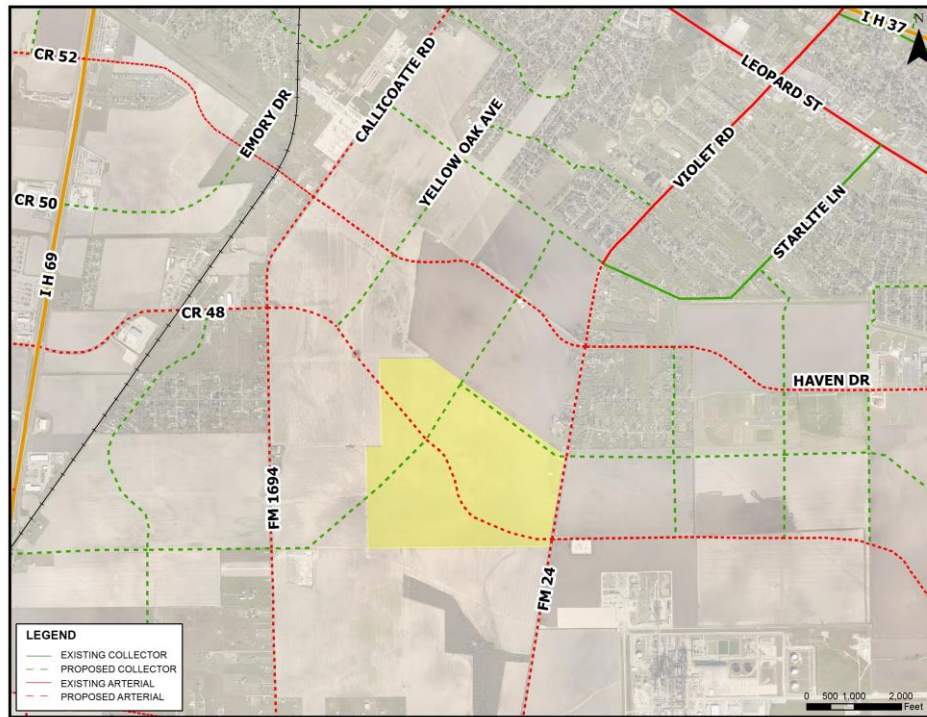 I H 37
N
CR 52
CALLICOATTE RD
LEOPARD ST
EMORY DR
YELLOW OAK AVE
VIOLET RD
CR 50
STARLITE LN
I H 69
CR 48
HAVEN DR
FM 1694
FM 24
LEGEND
EXISTING COLLECTOR
PROPOSED COLLECTOR
EXISTING ARTERIAL
PROPOSED ARTERIAL
0 500 1,000 2,000
Feet